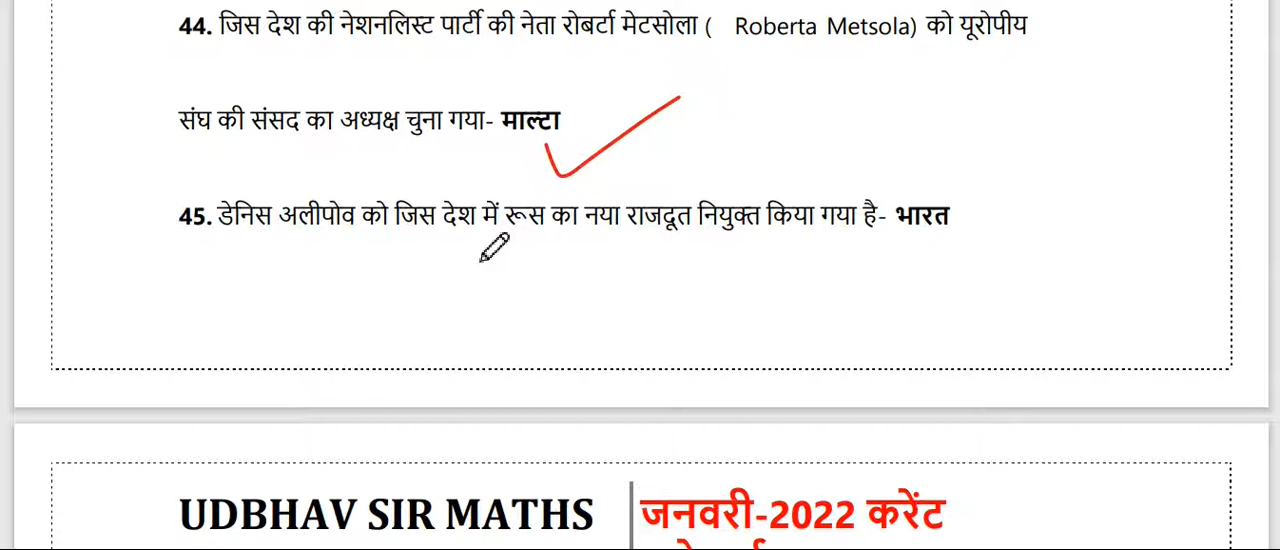 44. जिस देश की नेशनलिस्ट पार्टी की नेता रोबर्टा मेटसोला ( Roberta Metsola) को यूरोपीय
संघ की संसद का अध्यक्ष चुना गया- माल्टा
45. डेनिस अलीपोव को जिस देश में रूस का नया राजदूत नियुक्त किया गया है- भारत
UDBHAV SIR MATHS
जनवरी-2022 करेंट